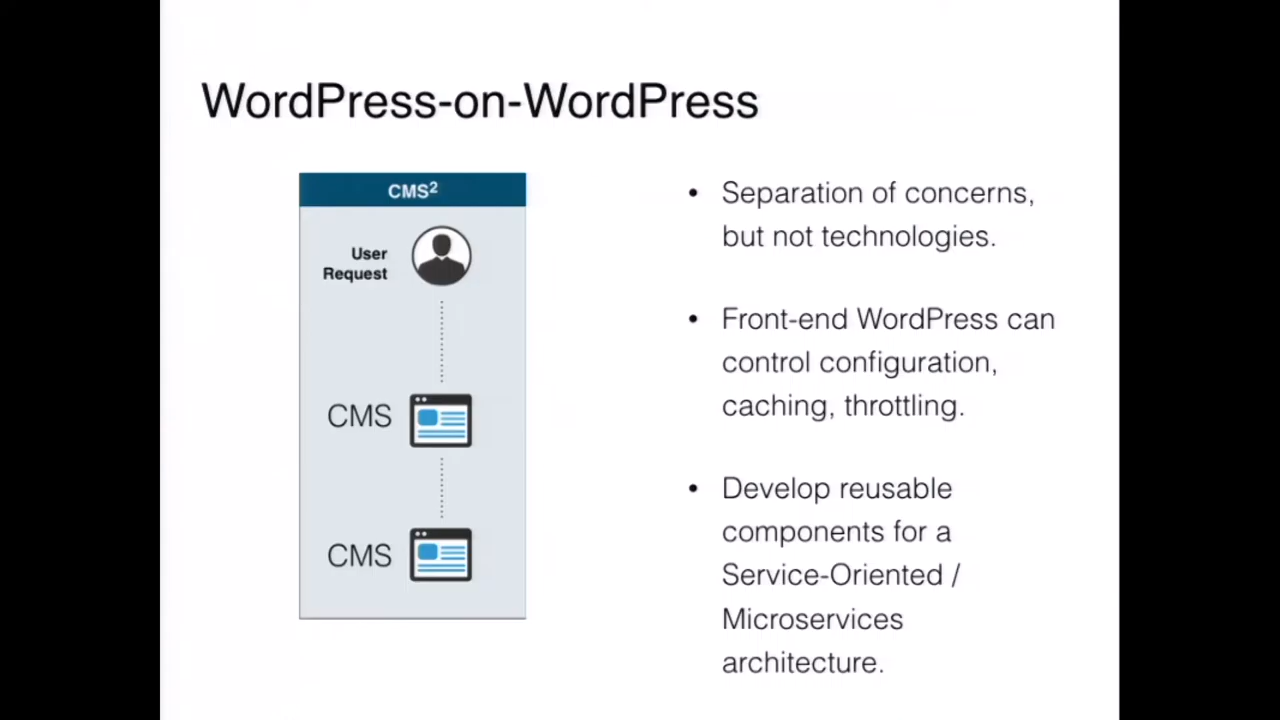 WordPress-on-WordPress
CMS²
User
Request
CMS
CMS
• Separation of concerns,
but not technologies.
• Front-end WordPress can
control configuration,
caching, throttling.
• Develop reusable
components for a
Service-Oriented /
Microservices
architecture.